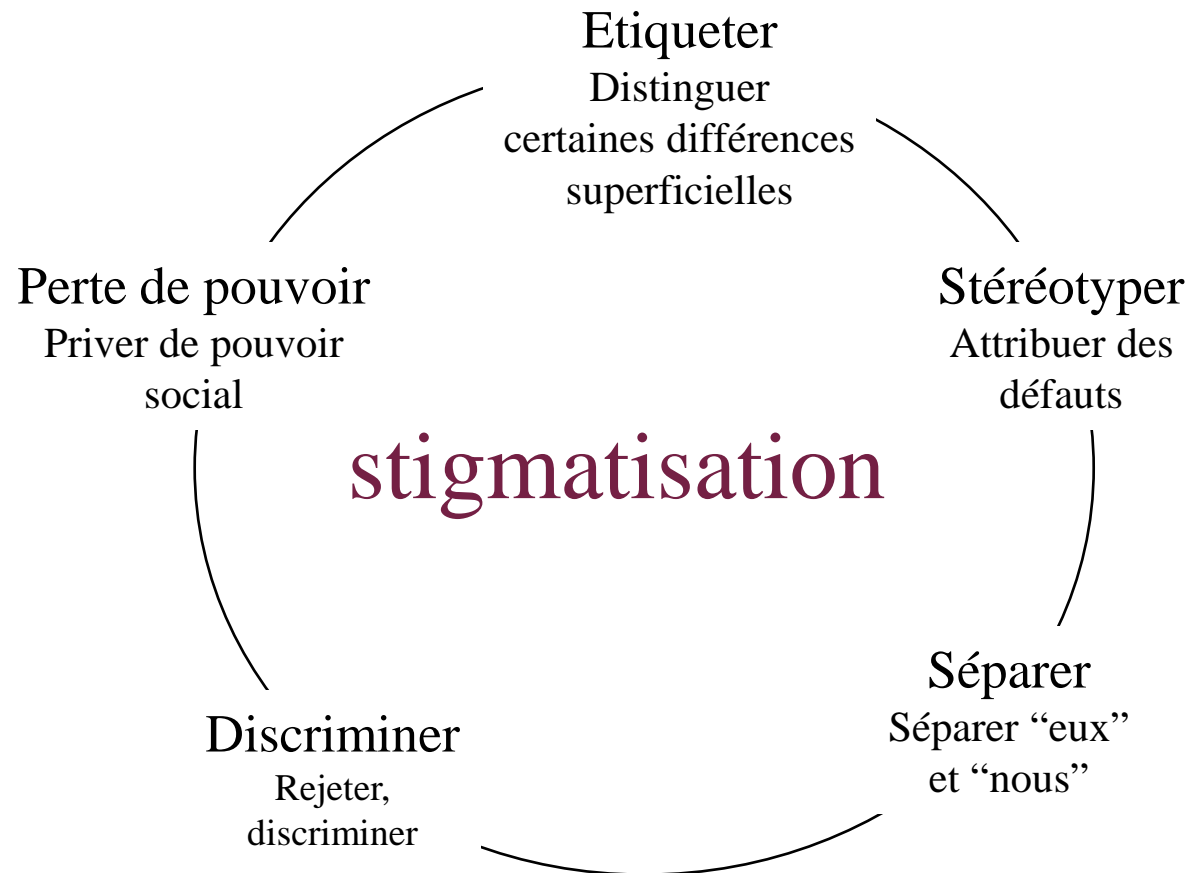 Etiqueter
Distinguer
certaines différences
superficielles
Stéréotyper
Attribuer des
défauts
Séparer
Séparer “eux”
et “nous”
Discriminer
Rejeter,
discriminer
Perte de pouvoir
Priver de pouvoir
social
stigmatisation